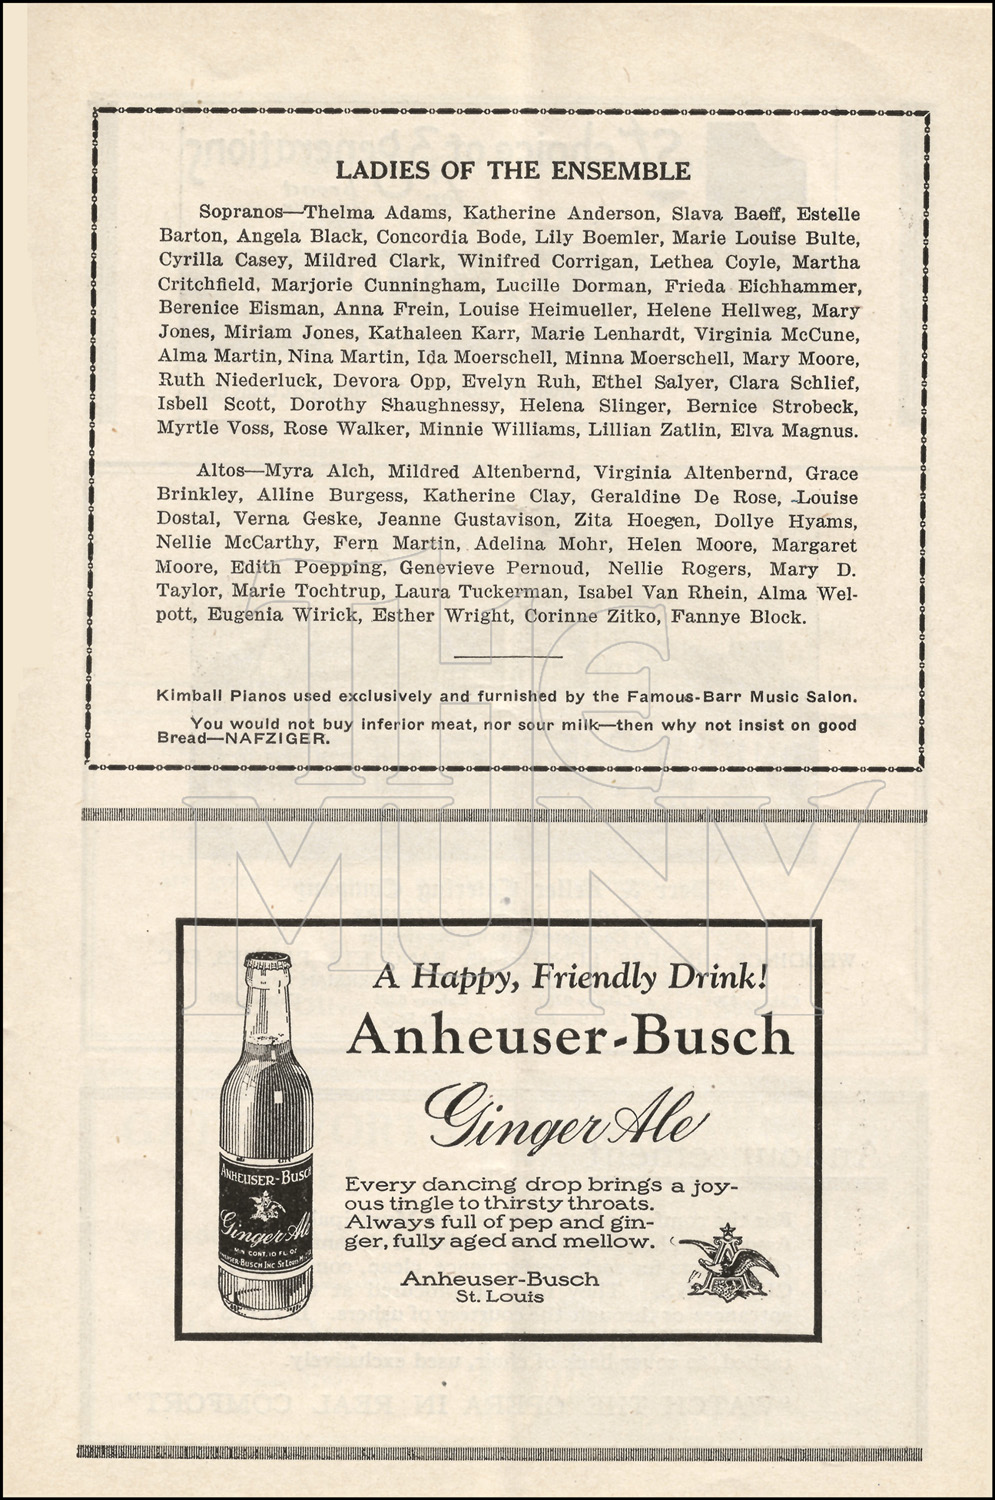 LADIES OF THE ENSEMBLE
Sopranos—Thelma Adams, Katherine Anderson, Slava Baeff, Estelle
Barton, Angela Black, Concordia Bode, Lily Boemler, Marie Louise Bulte,
Cyrilla Casey, Mildred Clark, Winifred Corrigan, Lethea Coyle, Martha
Critchfield, Marjorie Cunningham, Lucille Dorman, Frieda Eichhammer,
Berenice Eisman, Anna Frein, Louise Heimueller, Helene Hellweg, Mary
Jones, Miriam Jones, Kathaleen Karr, Marie Lenhardt, Virginia McCune,
Alma Martin, Nina Martin, Ida Moerschell, Minna Moerschell, Mary Moore,
Ruth Niederluck, Devora Opp, Evelyn Ruh, Ethel Salyer, Clara Schlief,
Isbell Scott, Dorothy Shaughnessy, Helena Slinger, Bernice Strobeck,
Myrtle Voss, Rose Walker, Minnie Williams, Lillian Zatlin, Elva Magnus.
Altos—Myra Alch, Mildred Altenbernd, Virginia Altenbernd, Grace
Brinkley, Alline Burgess, Katherine Clay, Geraldine De Rose, Louise
Dostal, Verna Geske, Jeanne Gustavison, Zita Hoegen, Dollye Hyams,
Nellie McCarthy, Fern Martin, Adelina Mohr, Helen Moore, Margaret
Moore, Edith Poepping, Genevieve Pernoud, Nellie Rogers, Mary D.
Taylor, Marie Tochtrup, Laura Tuckerman, Isabel Van Rhein, Alma Wel-
pott, Eugenia Wirick, Esther Wright, Corinne Zitko, Fannye Block.
Kimball Pianos used exclusively and furnished by the Famous-Barr Music Salon.
You would not buy inferior meat, nor sour milk—then why not insist on good
Bread—NAFZIGER.
THE
MUNY
A Happy, Friendly Drink!
Anheuser-Busch
Ginger Ale
Every dancing drop brings a joy-
ous tingle to thirsty throats.
Always full of pep and gin-
ger, fully aged and mellow.
Anheuser-Busch
St. Louis
ANHEUSER-BUSCH
Ginger Ale
MIN. CONT. 10 FL. OZ.